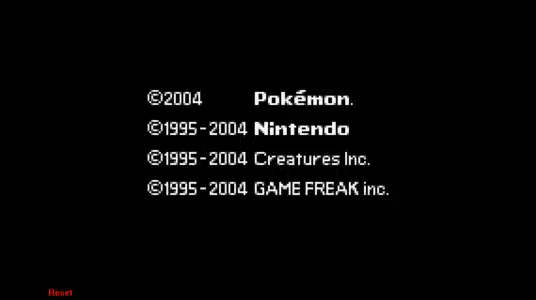 ©2004 Pokémon.
©1995-2004 Nintendo
©1995-2004 Creatures Inc.
©1995-2004 GAME FREAK inc.
Reset